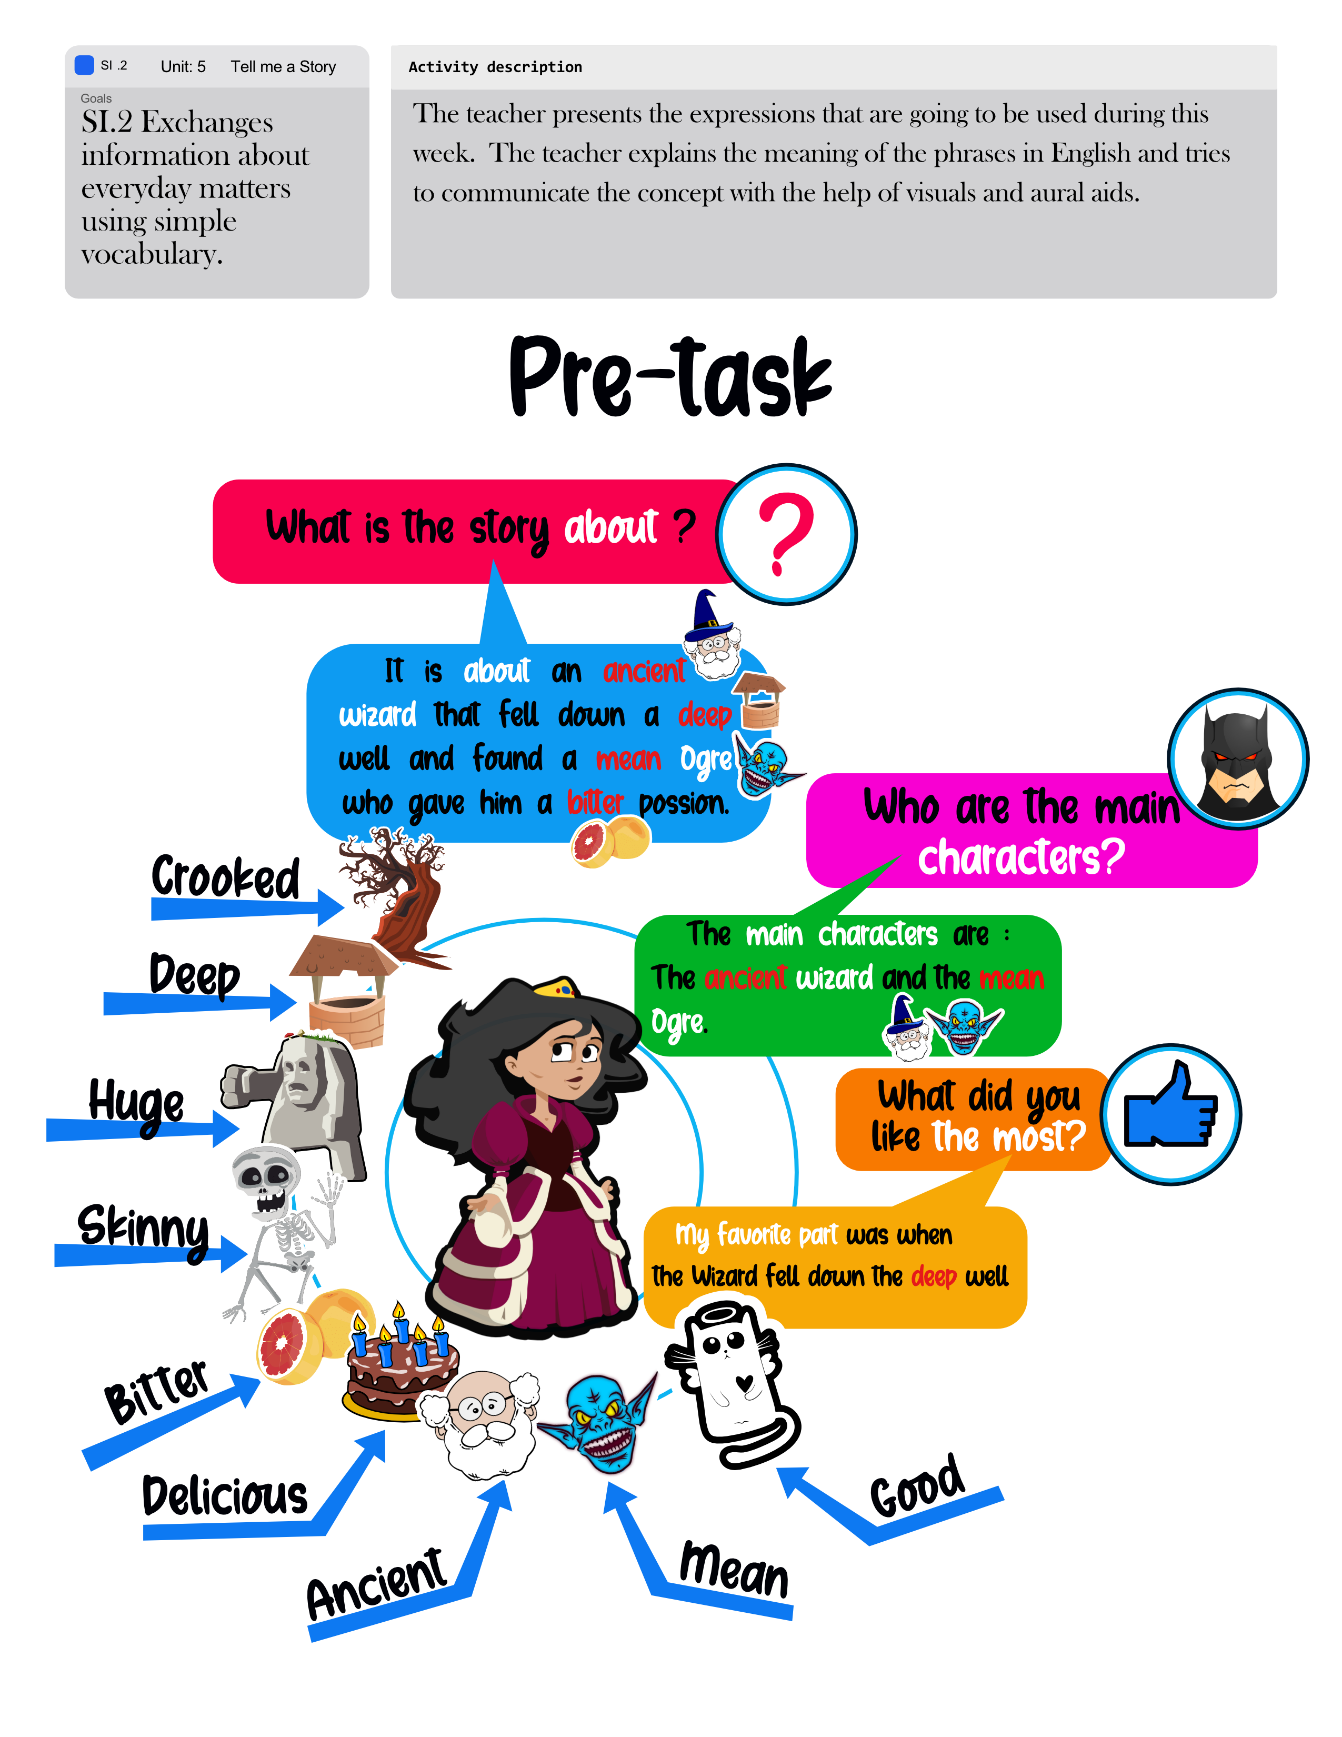 SI .2 Unit: 5 Tell me a Story
Goals
SI.2 Exchanges
information about
everyday matters
using simple
vocabulary.
Activity description
The teacher presents the expressions that are going to be used during this
week. The teacher explains the meaning of the phrases in English and tries
to communicate the concept with the help of visuals and aural aids.
Pre-task
What is the story about ?
?
It is about an ancient
wizard that fell down a deep
well and found a mean Ogre
who gave him a bitter possion.
Who are the main
characters?
The main characters are :
The ancient wizard and the mean
Ogre.
What did you
like the most?
My favorite part was when
the Wizard fell down the deep well
Crooked
Deep
Huge
Skinny
Bitter
Delicious
Ancient
Mean
Good